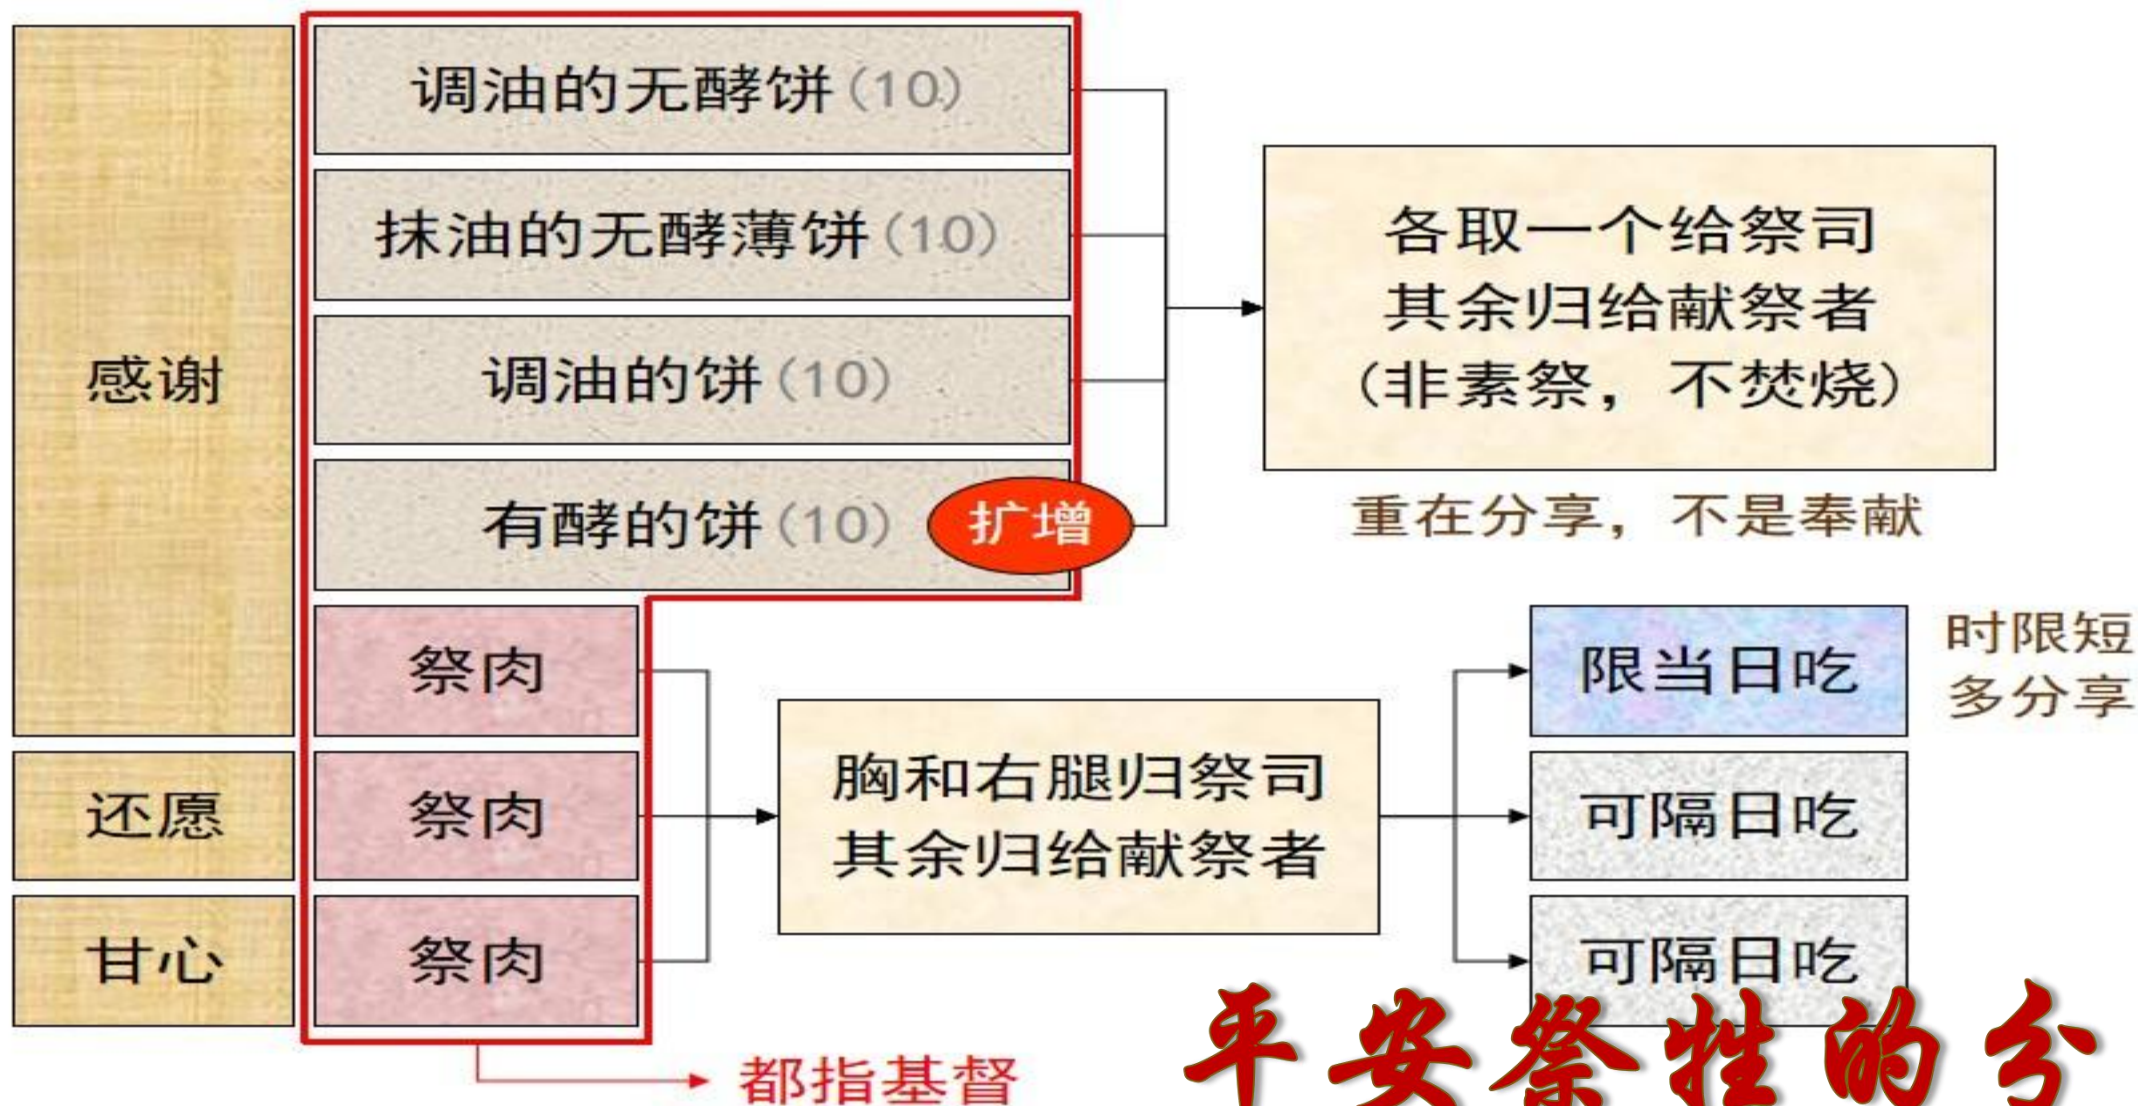 感谢
调油的无酵饼(10)
抹油的无酵薄饼(10)
调油的饼(10)
有酵的饼(10)
扩增
各取一个给祭司
其余归给献祭者
(非素祭，不焚烧)
重在分享，不是奉献
祭肉
还愿
祭肉
甘心
祭肉
胸和右腿归祭司
其余归给献祭者
限当日吃
时限短
多分享
可隔日吃
可隔日吃
都指基督
平安祭牲的分